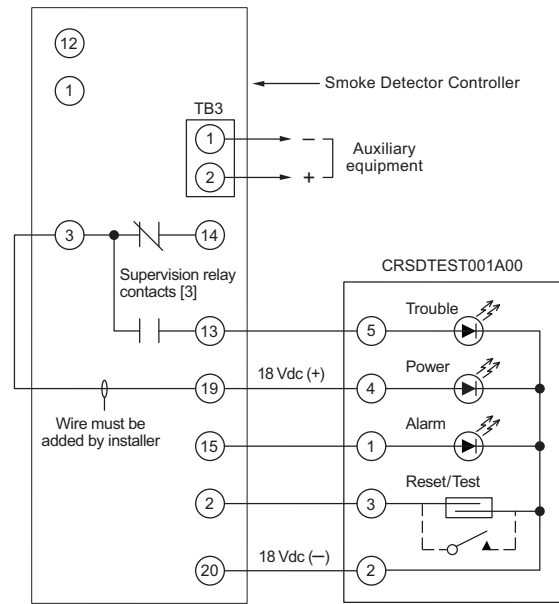 12
1
Smoke Detector Controller
TB3
1
−
Auxiliary
equipment
2
+
3
14
Supervision relay
contacts [3]
CRSDTEST001A00
Trouble
13
5
Power
19
18 Vdc (+)
4
Wire must be
added by installer
Alarm
15
1
Reset/Test
2
3
20
18 Vdc (−)
2